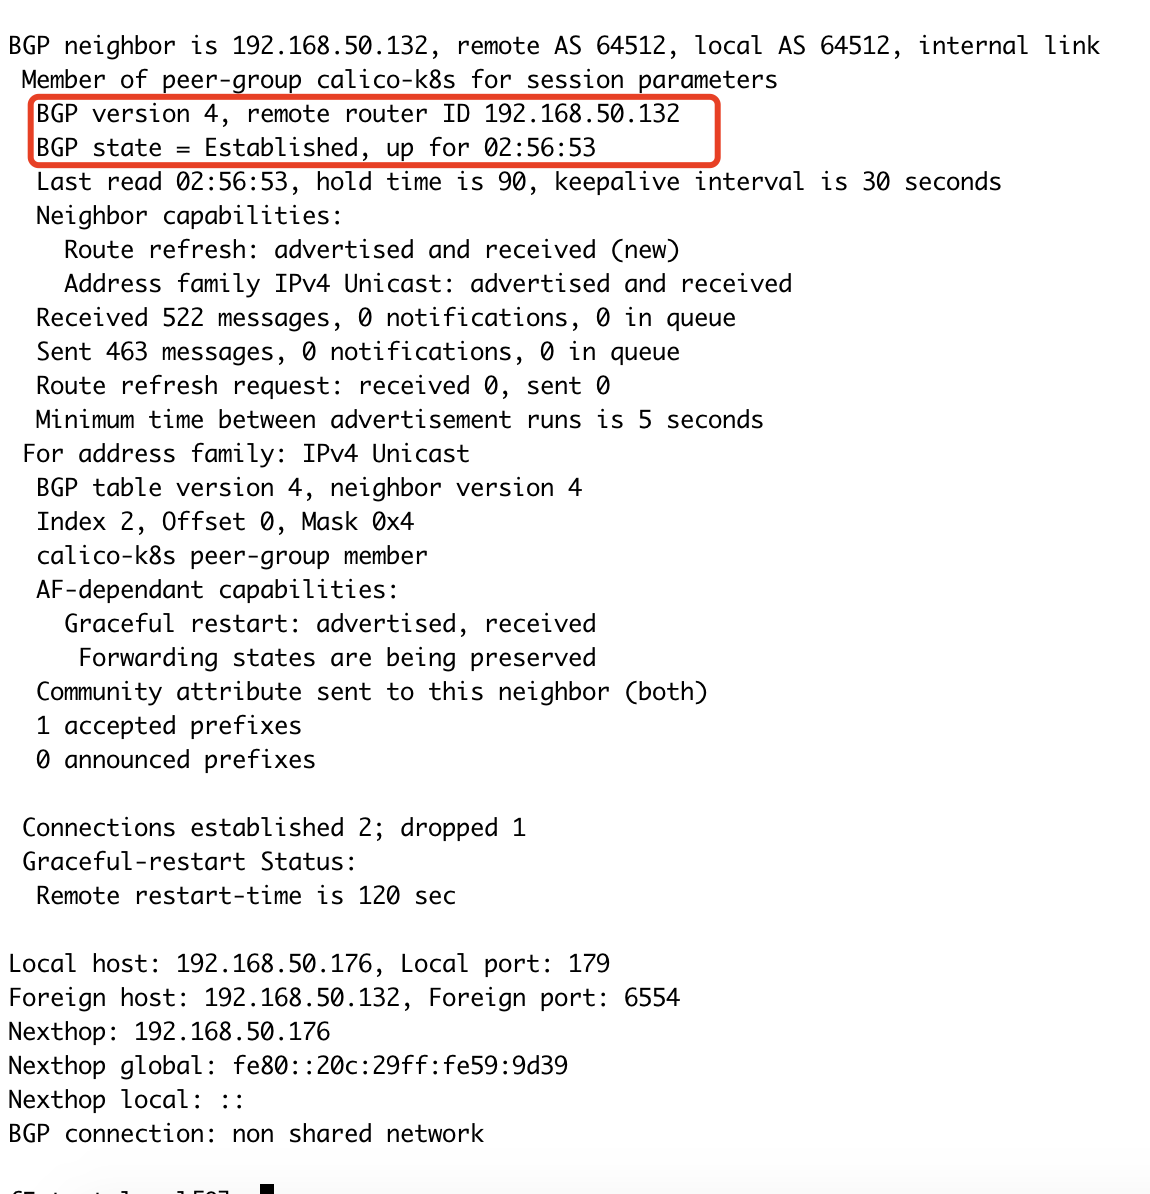 BGP neighbor is 192.168.50.132, remote AS 64512, local AS 64512, internal link
Member of peer-group calico-k8s for session parameters
BGP version 4, remote router ID 192.168.50.132
BGP state = Established, up for 02:56:53
Last read 02:56:53, hold time is 90, keepalive interval is 30 seconds
Neighbor capabilities:
Route refresh: advertised and received (new)
Address family IPv4 Unicast: advertised and received
Received 522 messages, 0 notifications, 0 in queue
Sent 463 messages, 0 notifications, 0 in queue
Route refresh request: received 0, sent 0
Minimum time between advertisement runs is 5 seconds
For address family: IPv4 Unicast
BGP table version 4, neighbor version 4
Index 2, Offset 0, Mask 0x4
calico-k8s peer-group member
AF-dependant capabilities:
Graceful restart: advertised, received
Forwarding states are being preserved
Community attribute sent to this neighbor (both)
1 accepted prefixes
0 announced prefixes
Connections established 2; dropped 1
Graceful-restart Status:
Remote restart-time is 120 sec
Local host: 192.168.50.176, Local port: 179
Foreign host: 192.168.50.132, Foreign port: 6554
Nexthop: 192.168.50.176
Nexthop global: fe80::20c:29ff:fe59:9d39
Nexthop local: ::
BGP connection: non shared network